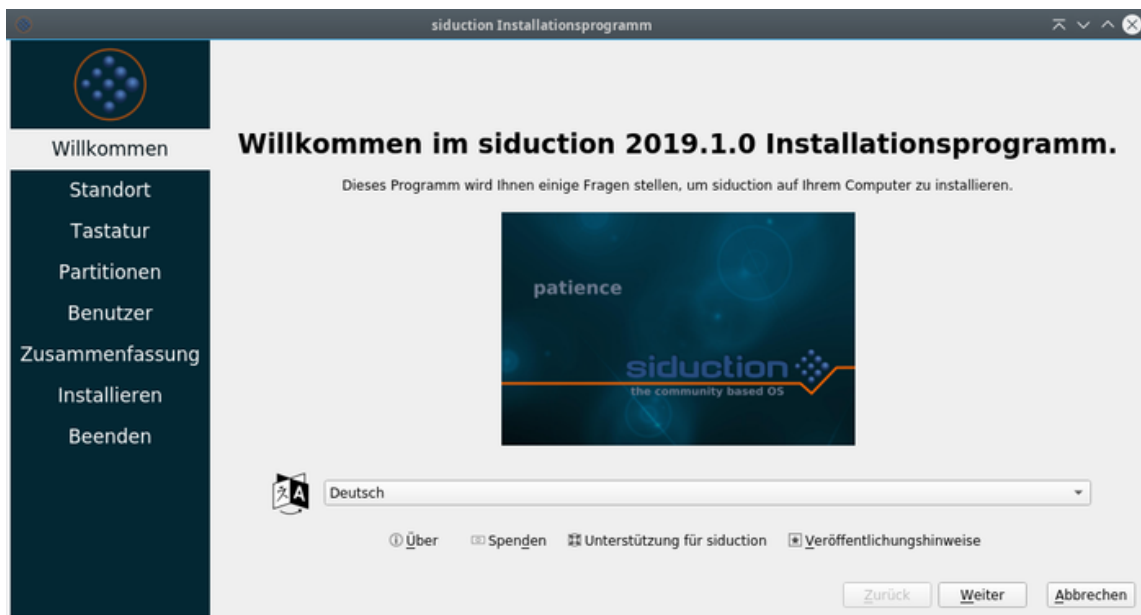 siduction Installationsprogramm
Willkommen
Standort
Tastatur
Partitionen
Benutzer
Zusammenfassung
Installieren
Beenden
Willkommen im siduction 2019.1.0 Installationsprogramm.
Dieses Programm wird Ihnen einige Fragen stellen, um siduction auf Ihrem Computer zu installieren.
patience
siduction
the community based OS
Deutsch
Über Spenden Unterstützung für siduction Veröffentlichungshinweise
Zurück Weiter Abbrechen